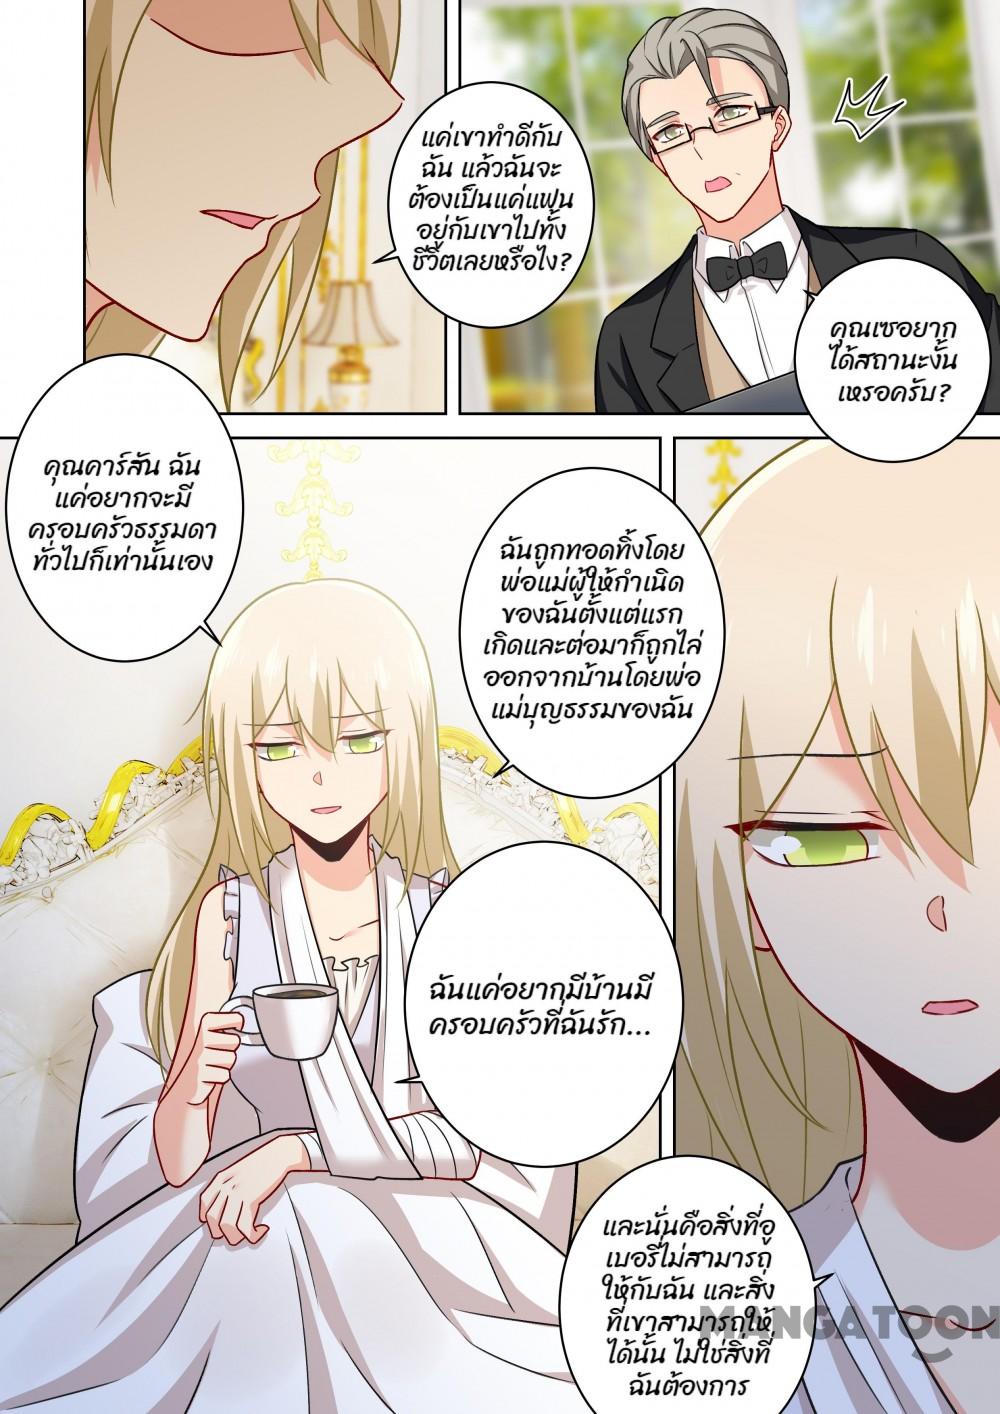 แค่เขาทำดีกับ
ฉัน แล้วฉันจะ
ต้องเป็นแค่แฟน
อยู่กับเขาไปทั้ง
ชีวิตเลยหรือไง?
คุณเซอยาก
ได้สถานะงั้น
เหรอครับ?
คุณคาร์สัน ฉัน
แค่อยากจะมี
ครอบครัวธรรมดา
ทั่วไปก็เท่านั้นเอง
ฉันถูกทอดทิ้งโดย
พ่อแม่ผู้ให้กำเนิด
ของฉันตั้งแต่แรก
เกิดและต่อมาก็ถูกไล่
ออกจากบ้านโดยพ่อ
แม่บุญธรรมของฉัน
ฉันแค่อยากมีบ้านมี
ครอบครัวที่ฉันรัก...
และนั่นคือสิ่งที่อู
เบอรี่ไม่สามารถ
ให้กับฉัน และสิ่ง
ที่เขาสามารถให้
ได้นั้น ไม่ใช่สิ่งที่
ฉันต้องการ
MANGATOON